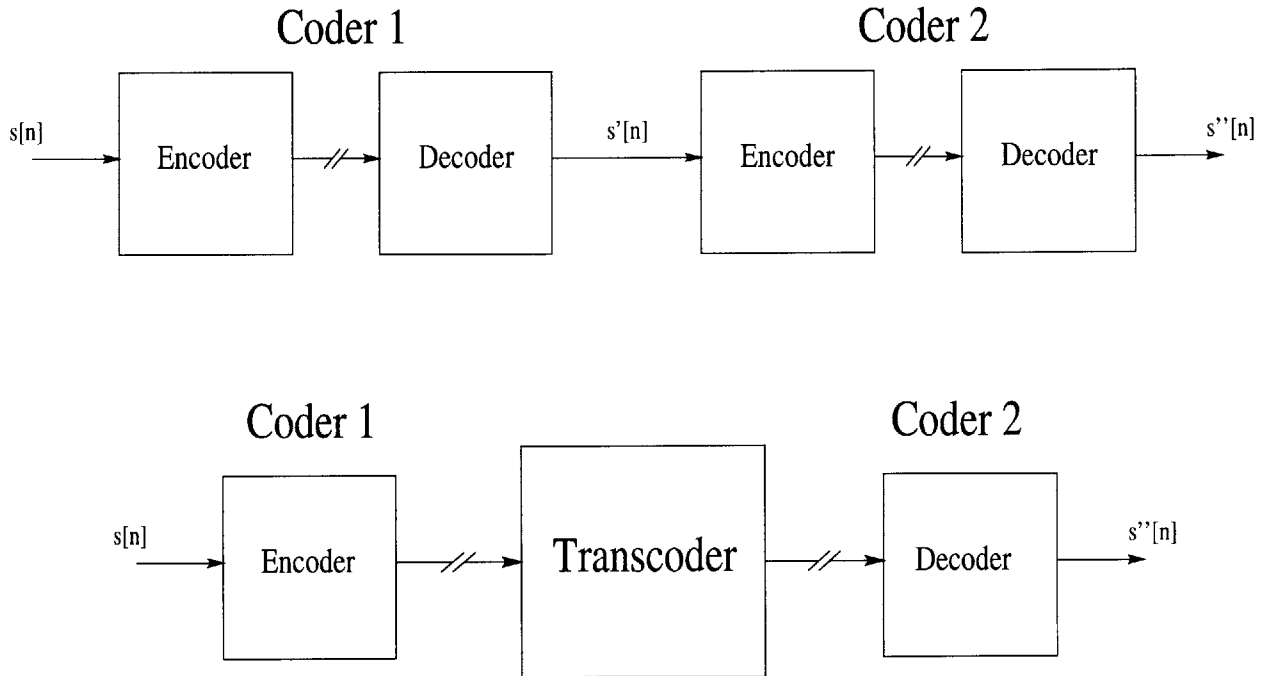 Coder 1
Coder 2
s[n]
Encoder
Decoder
s'[n]
Encoder
Decoder
s''[n]
Coder 1
Coder 2
s[n]
Encoder
Transcoder
Decoder
s''[n]